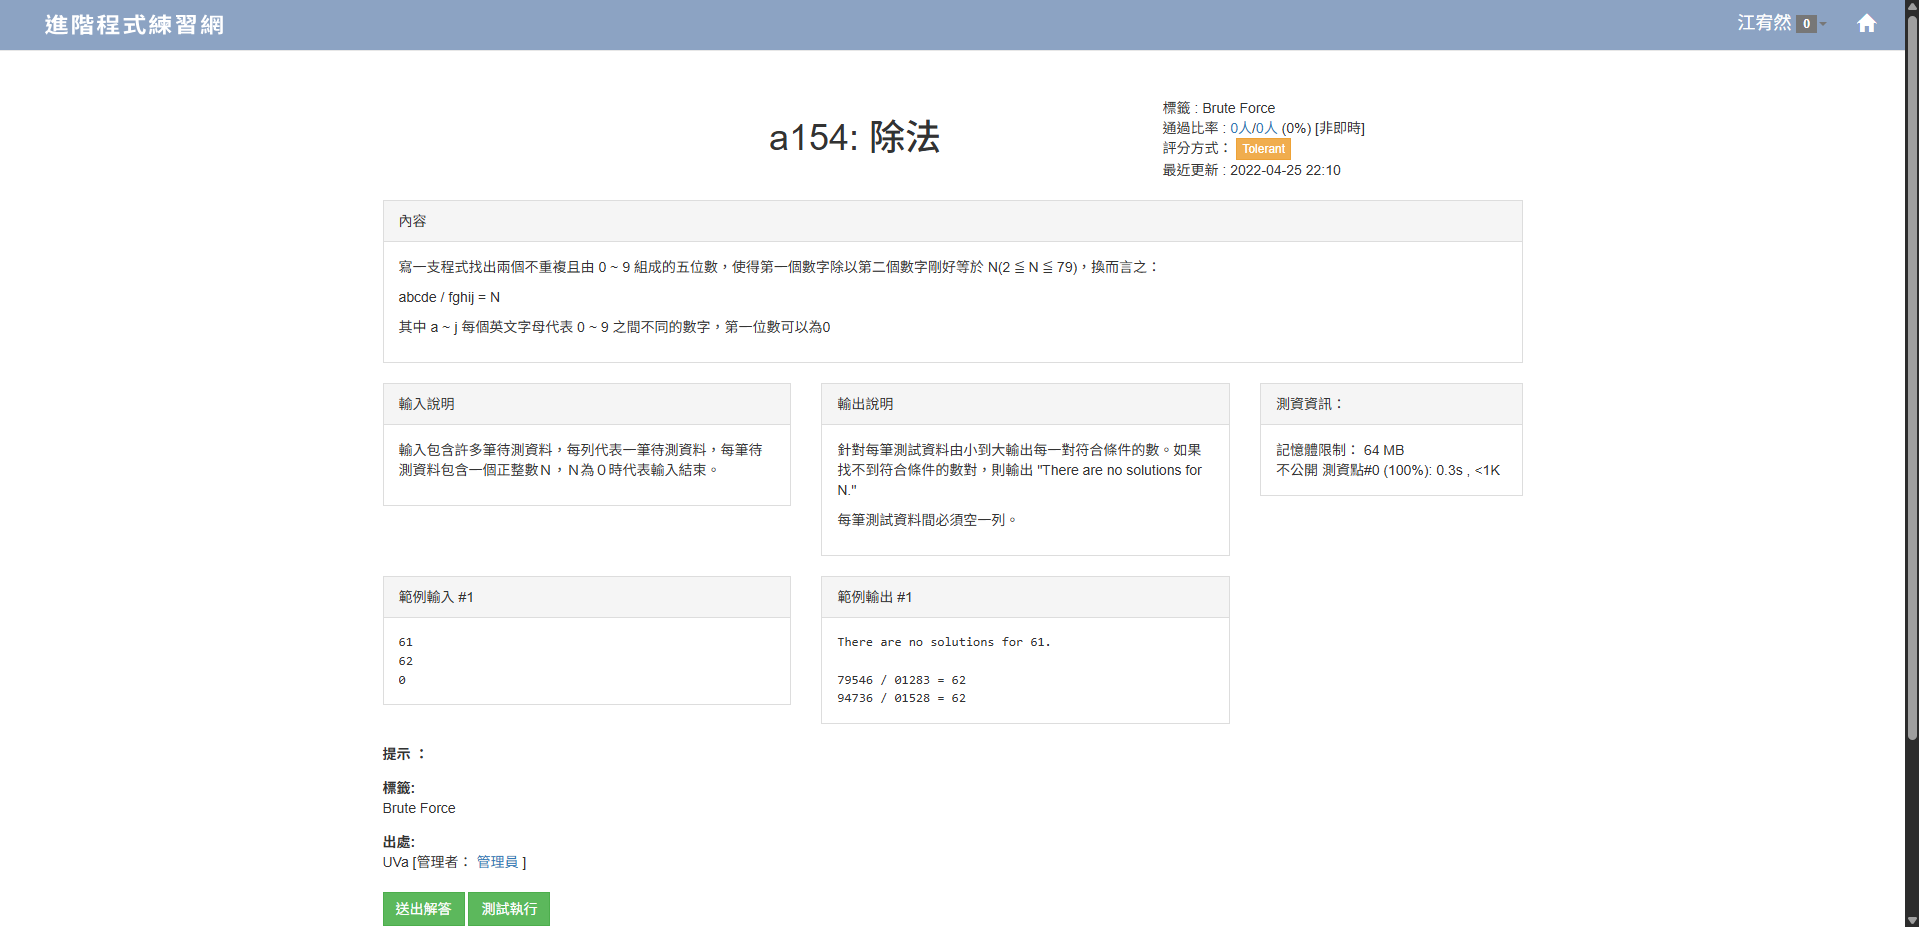 進階程式練習網
江宥然 0
a154: 除法
標籤 : Brute Force
通過比率 : 0人/0人 (0%) [非即時]
評分方式： Tolerant
最近更新 : 2022-04-25 22:10
內容
寫一支程式找出兩個不重複且由 0 ~ 9 組成的五位數，使得第一個數字除以第二個數字剛好等於 N(2 ≦ N ≦ 79)，換而言之：
abcde / fghij = N
其中 a ~ j 每個英文字母代表 0 ~ 9 之間不同的數字，第一位數可以為0
輸入說明
輸入包含許多筆待測資料，每列代表一筆待測資料，每筆待
測資料包含一個正整數Ｎ，Ｎ為０時代表輸入結束。
輸出說明
針對每筆測試資料由小到大輸出每一對符合條件的數。如果
找不到符合條件的數對，則輸出 "There are no solutions for
N."
每筆測試資料間必須空一列。
測資資訊：
記憶體限制： 64 MB
不公開 測資點#0 (100%): 0.3s , <1K
範例輸入 #1
61
62
0
範例輸出 #1
There are no solutions for 61.
79546 / 01283 = 62
94736 / 01528 = 62
提示 ：
標籤:
Brute Force
出處:
UVa [管理者： 管理員 ]
送出解答 測試執行